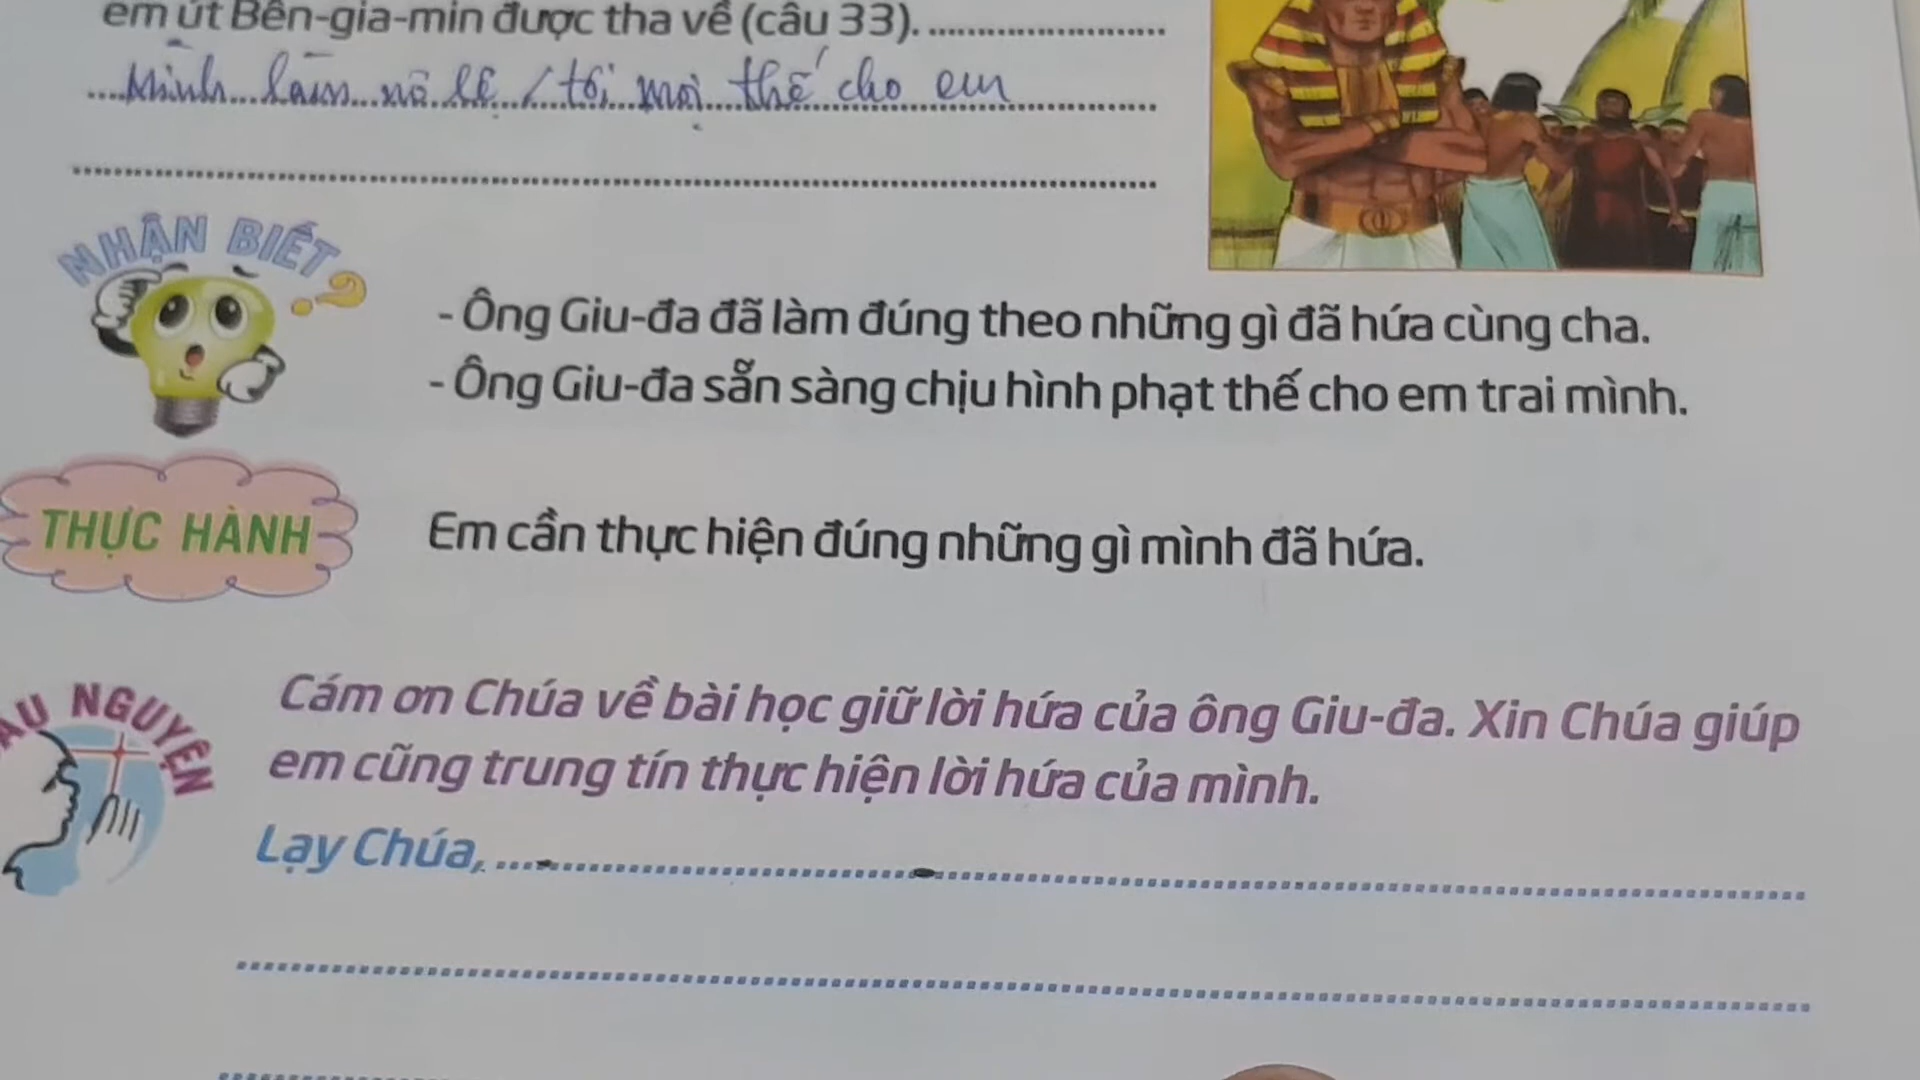 em út Bên-gia-min được tha về (câu 33).
Mình làm nô lệ / tôi mọi thế cho em
NHẬN BIẾT?
- Ông Giu-đa đã làm đúng theo những gì đã hứa cùng cha.
- Ông Giu-đa sẵn sàng chịu hình phạt thế cho em trai mình.
THỰC HÀNH
Em cần thực hiện đúng những gì mình đã hứa.
NGUYỆN
Cám ơn Chúa về bài học giữ lời hứa của ông Giu-đa. Xin Chúa giúp
em cũng trung tín thực hiện lời hứa của mình.
Lạy Chúa,